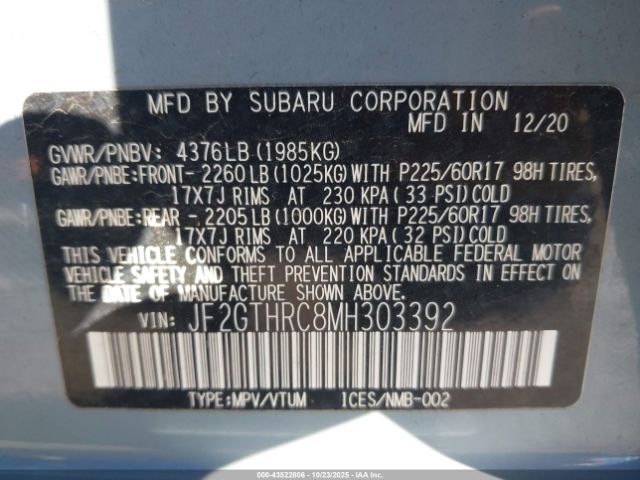 MFD BY SUBARU CORPORATION
MFD IN 12/20
GVWR/PNBV: 4376LB (1985KG)
GAWR/PNBE:FRONT- 2260 LB (1025KG) WITH P225/60R17 98H TIRES,
17X7J RIMS AT 230 KPA( 33 PSI) COLD
GAWR/PNBE:REAR - 2205 LB (1000KG) WITH P225/60R17 98H TIRES,
17X7J RIMS AT 220 KPA( 32 PSI) COLD
THIS VEHICLE CONFORMS TO ALL APPLICABLE FEDERAL MOTOR
VEHICLE SAFETY AND THEFT PREVENTION STANDARDS IN EFFECT ON
THE DATE OF MANUFACTURE SHOWN ABOVE.
VIN: JF2GTHRC8MH303392
TYPE:MPV/VTUM ICES/NMB-002
000-43522606 - 10/23/2025 - COPYRIGHT IAA, LLC.